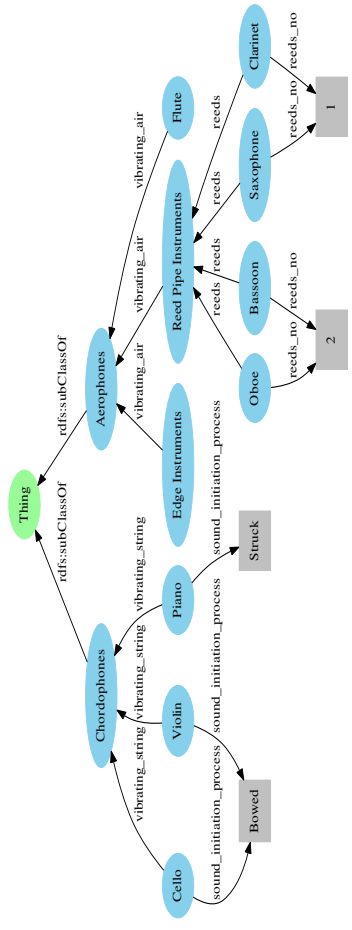 Thing
rdfs:subClassOf
rdfs:subClassOf
Chordophones
Aerophones
vibrating_string
vibrating_string
vibrating_string
vibrating_air
vibrating_air
vibrating_air
Cello
Violin
Piano
Edge Instruments
Reed Pipe Instruments
Flute
sound_initiation_process
sound_initiation_process
sound_initiation_process
reeds
reeds
reeds
reeds
Bowed
Struck
Oboe
Bassoon
Saxophone
Clarinet
reeds_no
reeds_no
reeds_no
reeds_no
2
1